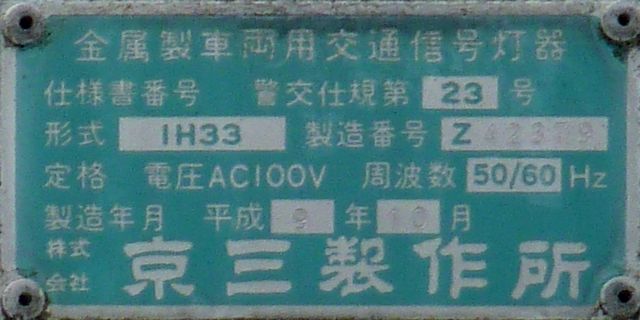 金属製車両用交通信号灯器
仕様書番号 警交仕規第 23 号
形式 1H33 製造番号 Z 42379
定格 電圧AC100V 周波数 50/60 Hz
製造年月 平成 9 年 10 月
株式会社 京三製作所